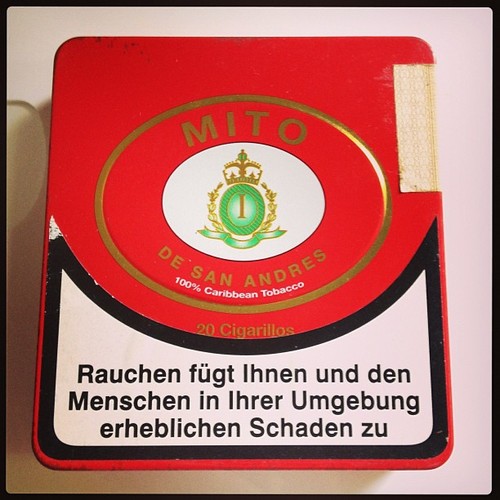 MITO
I
DE SAN ANDRES
100% Caribbean Tobacco
20 Cigarillos
Rauchen fügt Ihnen und den
Menschen in Ihrer Umgebung
erheblichen Schaden zu